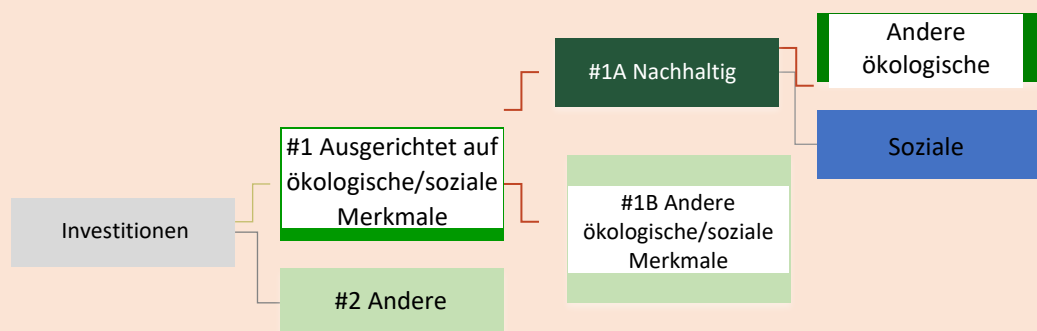 Investitionen
#1 Ausgerichtet auf
ökologische/soziale
Merkmale
#2 Andere
#1A Nachhaltig
#1B Andere
ökologische/soziale
Merkmale
Andere
ökologische
Soziale